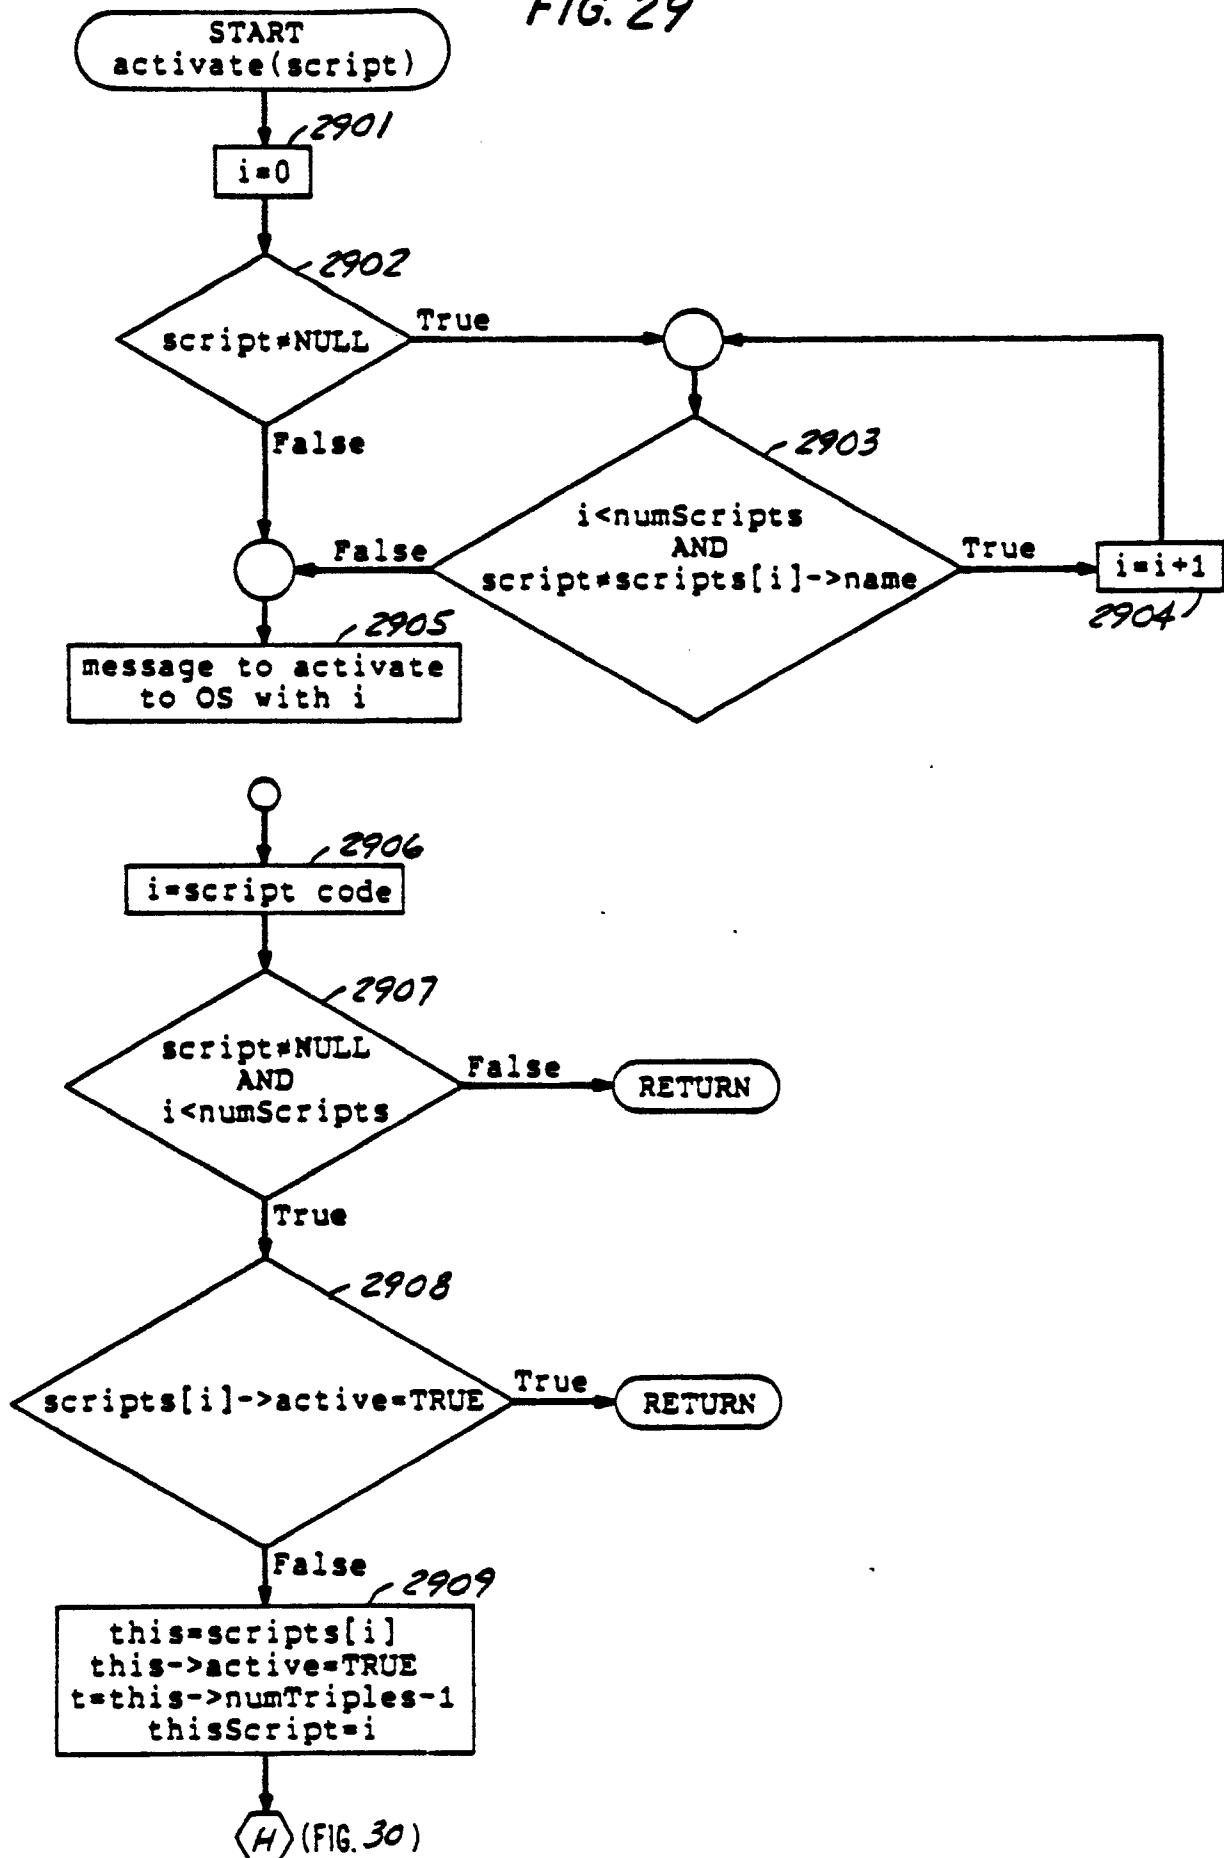 FIG. 29
START
activate(script)
2901
i=0
2902
script≠NULL
True
False
2903
i<numScripts
AND
script≠scripts[i]->name
False
True
i=i+1
2904
2905
message to activate
to OS with i
2906
i=script code
2907
script≠NULL
AND
i<numScripts
False
RETURN
True
2908
scripts[i]->active=TRUE
True
RETURN
False
2909
this=scripts[i]
this->active=TRUE
t=this->numTriples-1
thisScript=i
H (FIG. 30)